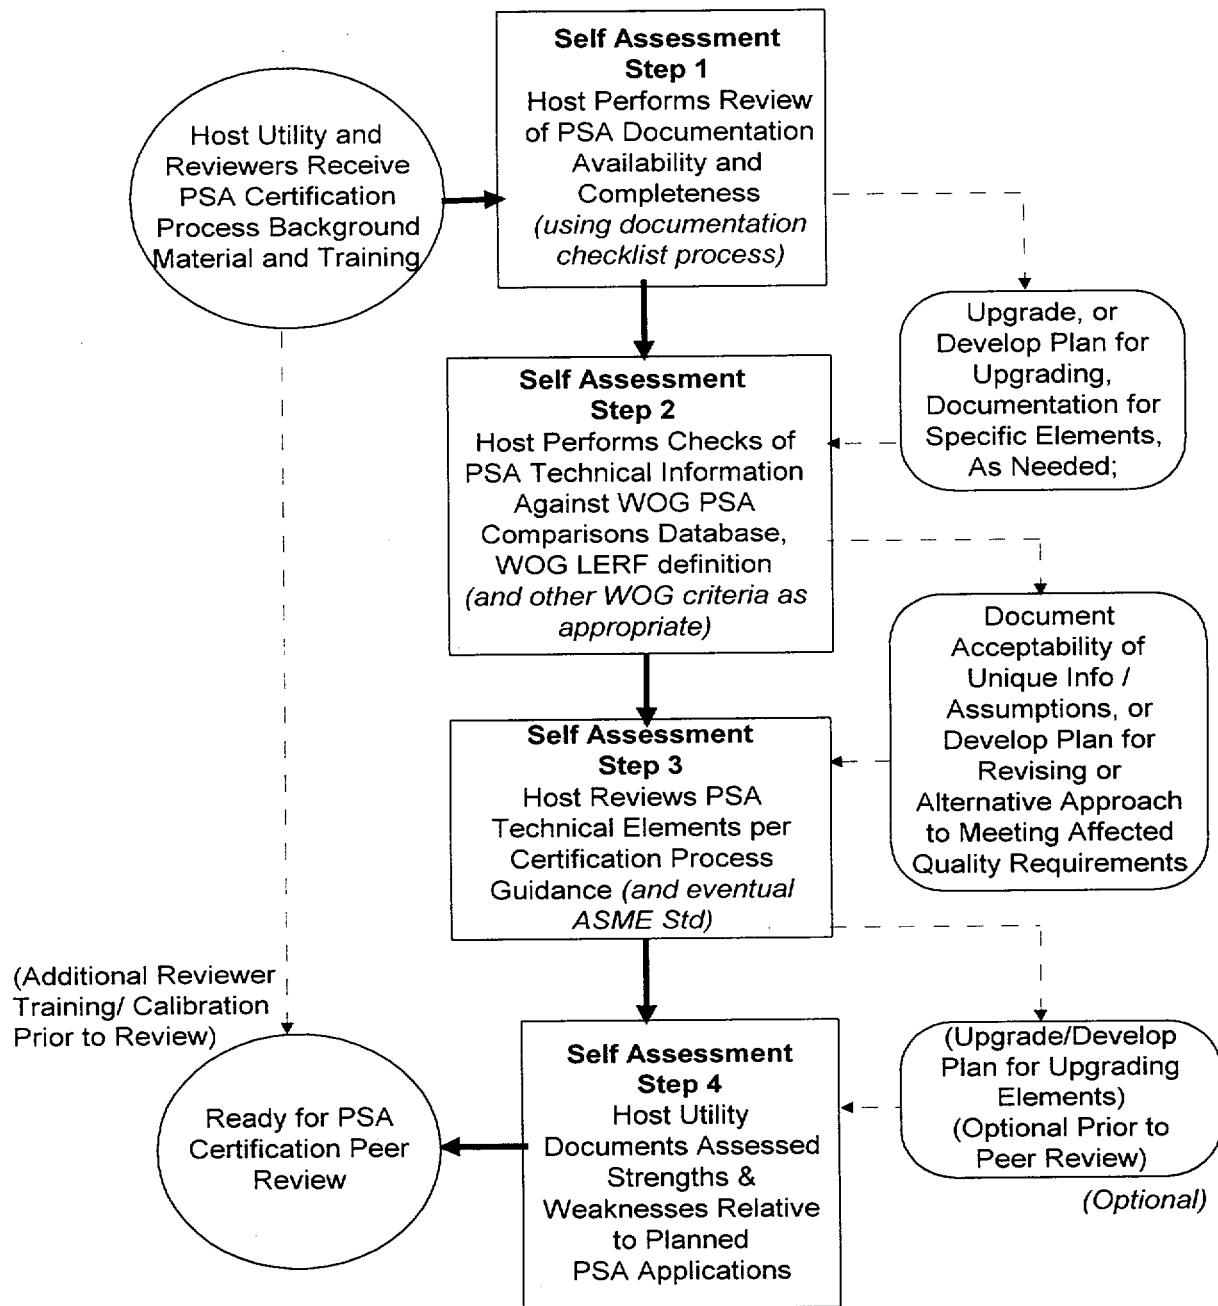 Host Utility and
Reviewers Receive
PSA Certification
Process Background
Material and Training
Self Assessment
Step 1
Host Performs Review
of PSA Documentation
Availability and
Completeness
(using documentation
checklist process)
Upgrade, or
Develop Plan for
Upgrading,
Documentation for
Specific Elements,
As Needed;
Self Assessment
Step 2
Host Performs Checks of
PSA Technical Information
Against WOG PSA
Comparisons Database,
WOG LERF definition
(and other WOG criteria as
appropriate)
Document
Acceptability of
Unique Info /
Assumptions, or
Develop Plan for
Revising or
Alternative Approach
to Meeting Affected
Quality Requirements
Self Assessment
Step 3
Host Reviews PSA
Technical Elements per
Certification Process
Guidance (and eventual
ASME Std)
(Additional Reviewer
Training/ Calibration
Prior to Review)
(Upgrade/Develop
Plan for Upgrading
Elements)
(Optional Prior to
Peer Review)
(Optional)
Self Assessment
Step 4
Host Utility
Documents Assessed
Strengths &
Weaknesses Relative
to Planned
PSA Applications
Ready for PSA
Certification Peer
Review